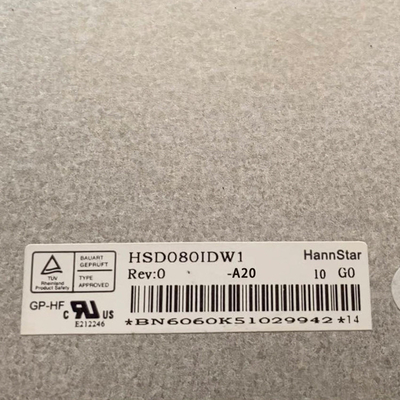 TÜV
Rheinland
Product Safety
BAUART
GEPRÜFT
TYPE
APPROVED
HSD080IDW1
HannStar
Rev:0 -A20 10 G0
GP-HF
c RU US
E212246
*BN6060K51029942*14